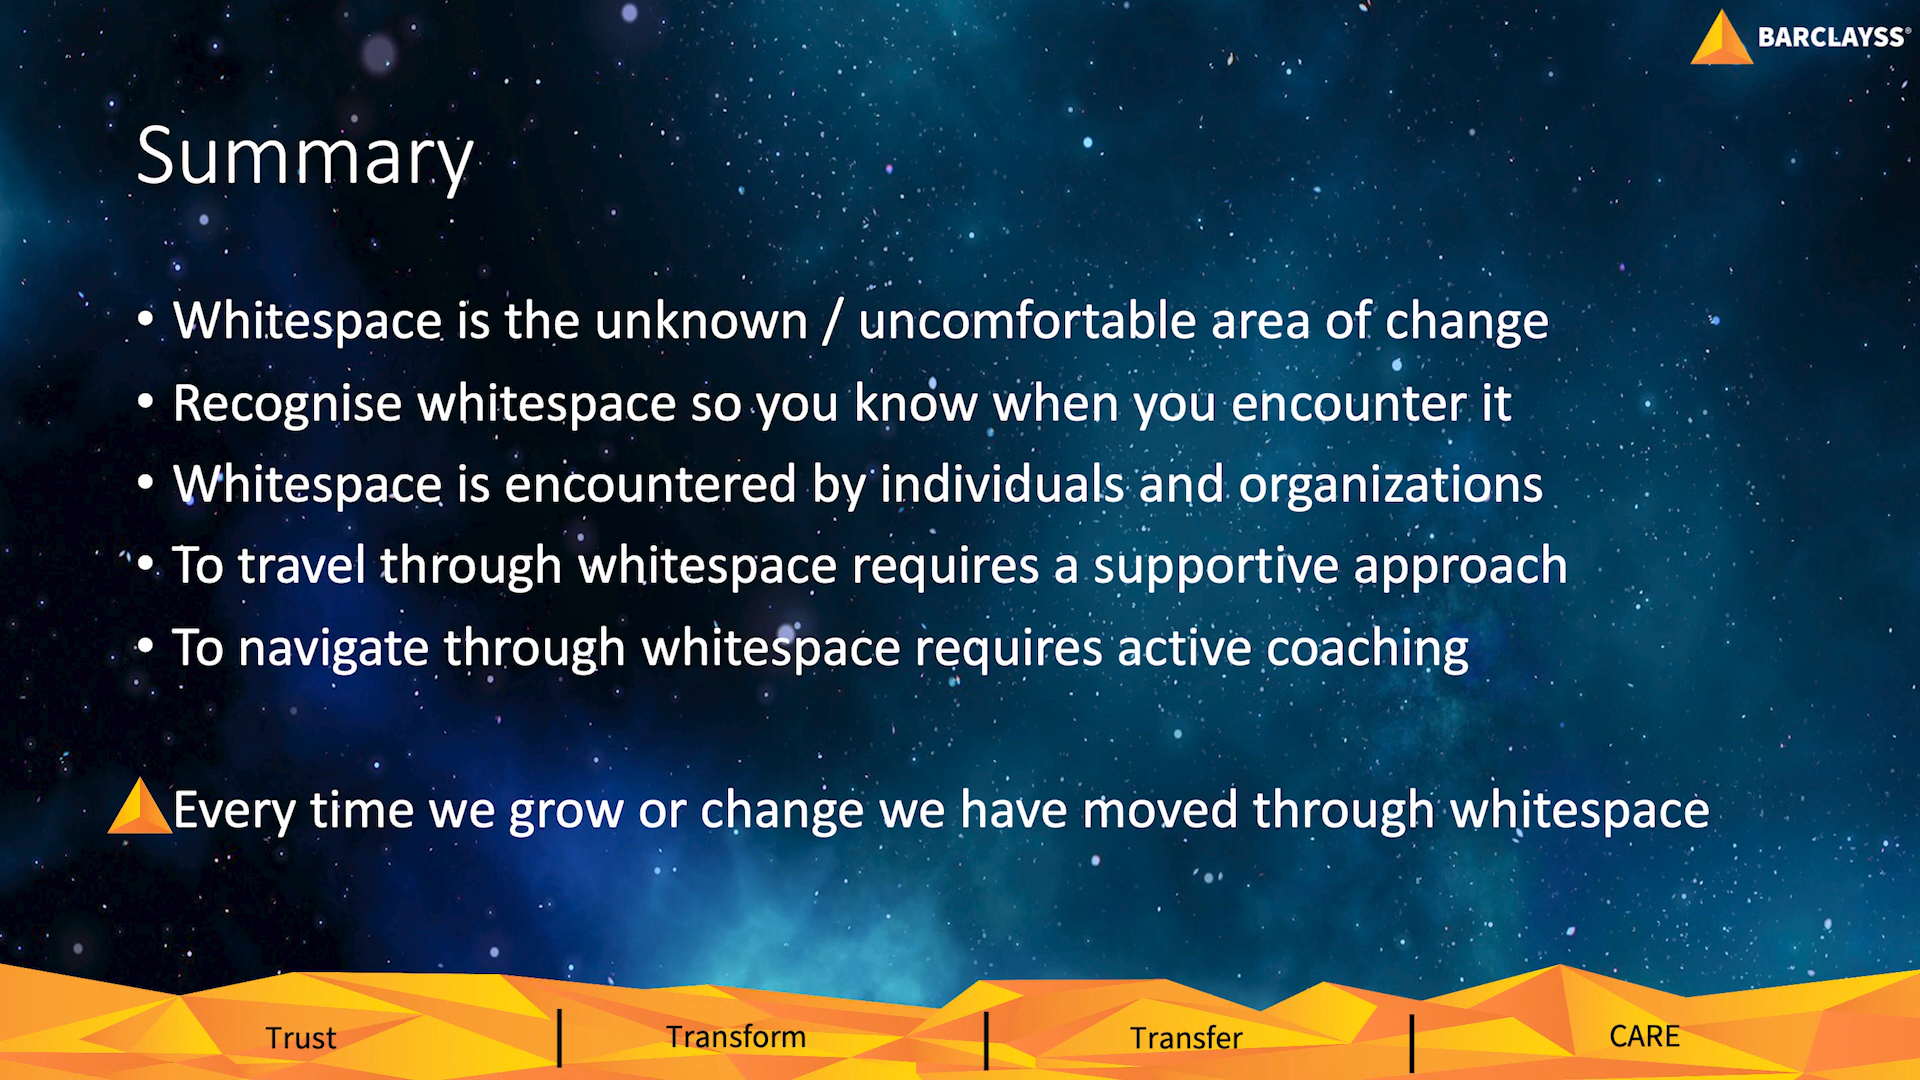 BARCLAYSS®
Summary
• Whitespace is the unknown / uncomfortable area of change
• Recognise whitespace so you know when you encounter it
• Whitespace is encountered by individuals and organizations
• To travel through whitespace requires a supportive approach
• To navigate through whitespace requires active coaching
Every time we grow or change we have moved through whitespace
Trust | Transform | Transfer | CARE